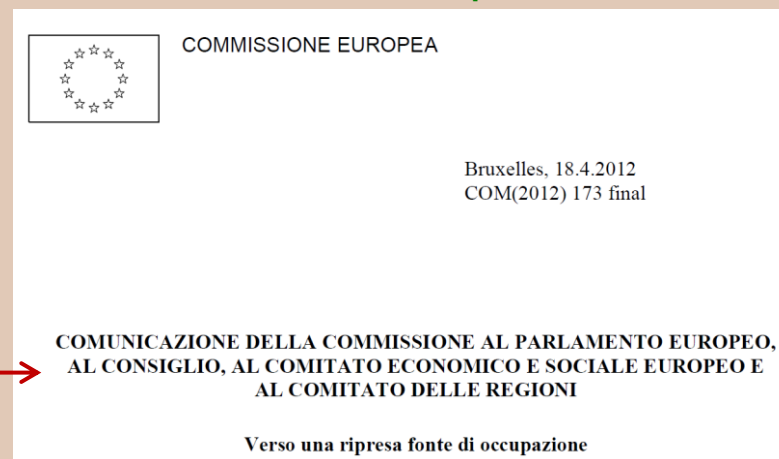 COMMISSIONE EUROPEA
Bruxelles, 18.4.2012
COM(2012) 173 final
COMUNICAZIONE DELLA COMMISSIONE AL PARLAMENTO EUROPEO,
AL CONSIGLIO, AL COMITATO ECONOMICO E SOCIALE EUROPEO E
AL COMITATO DELLE REGIONI
Verso una ripresa fonte di occupazione